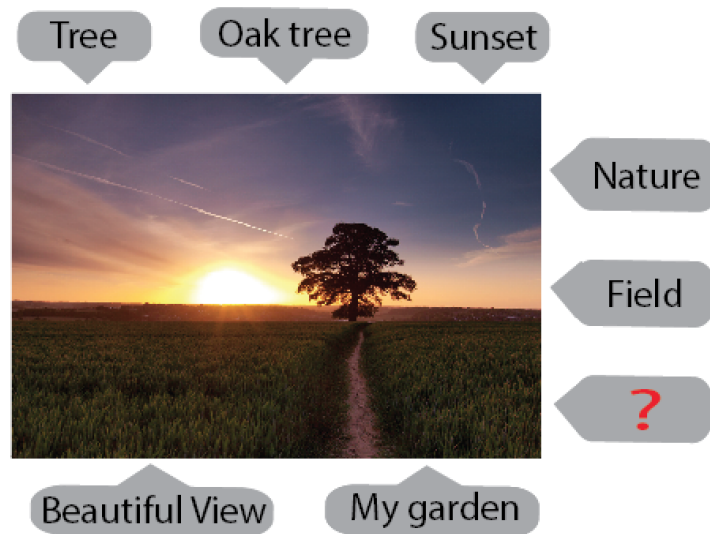 Tree
Oak tree
Sunset
Nature
Field
?
Beautiful View
My garden